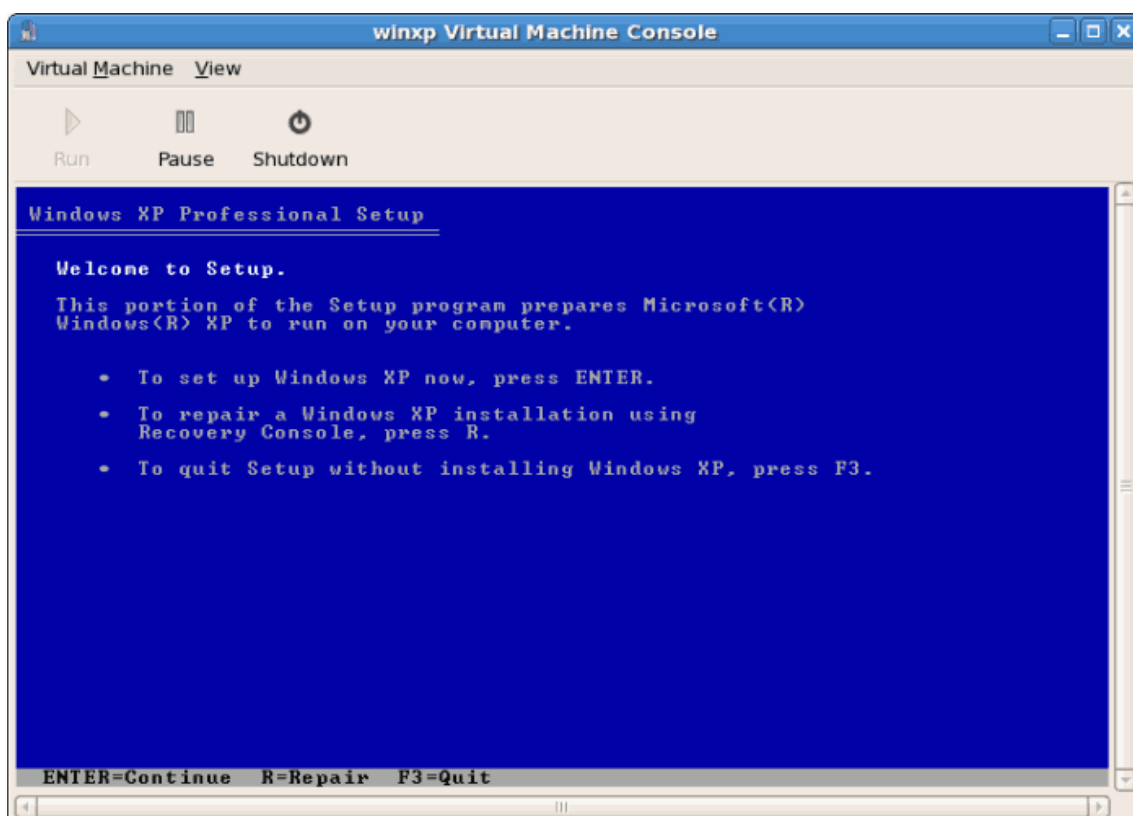 winxp Virtual Machine Console
Virtual Machine View
Run Pause Shutdown
Windows XP Professional Setup
Welcome to Setup.
This portion of the Setup program prepares Microsoft(R)
Windows(R) XP to run on your computer.
• To set up Windows XP now, press ENTER.
• To repair a Windows XP installation using
Recovery Console, press R.
• To quit Setup without installing Windows XP, press F3.
ENTER=Continue R=Repair F3=Quit